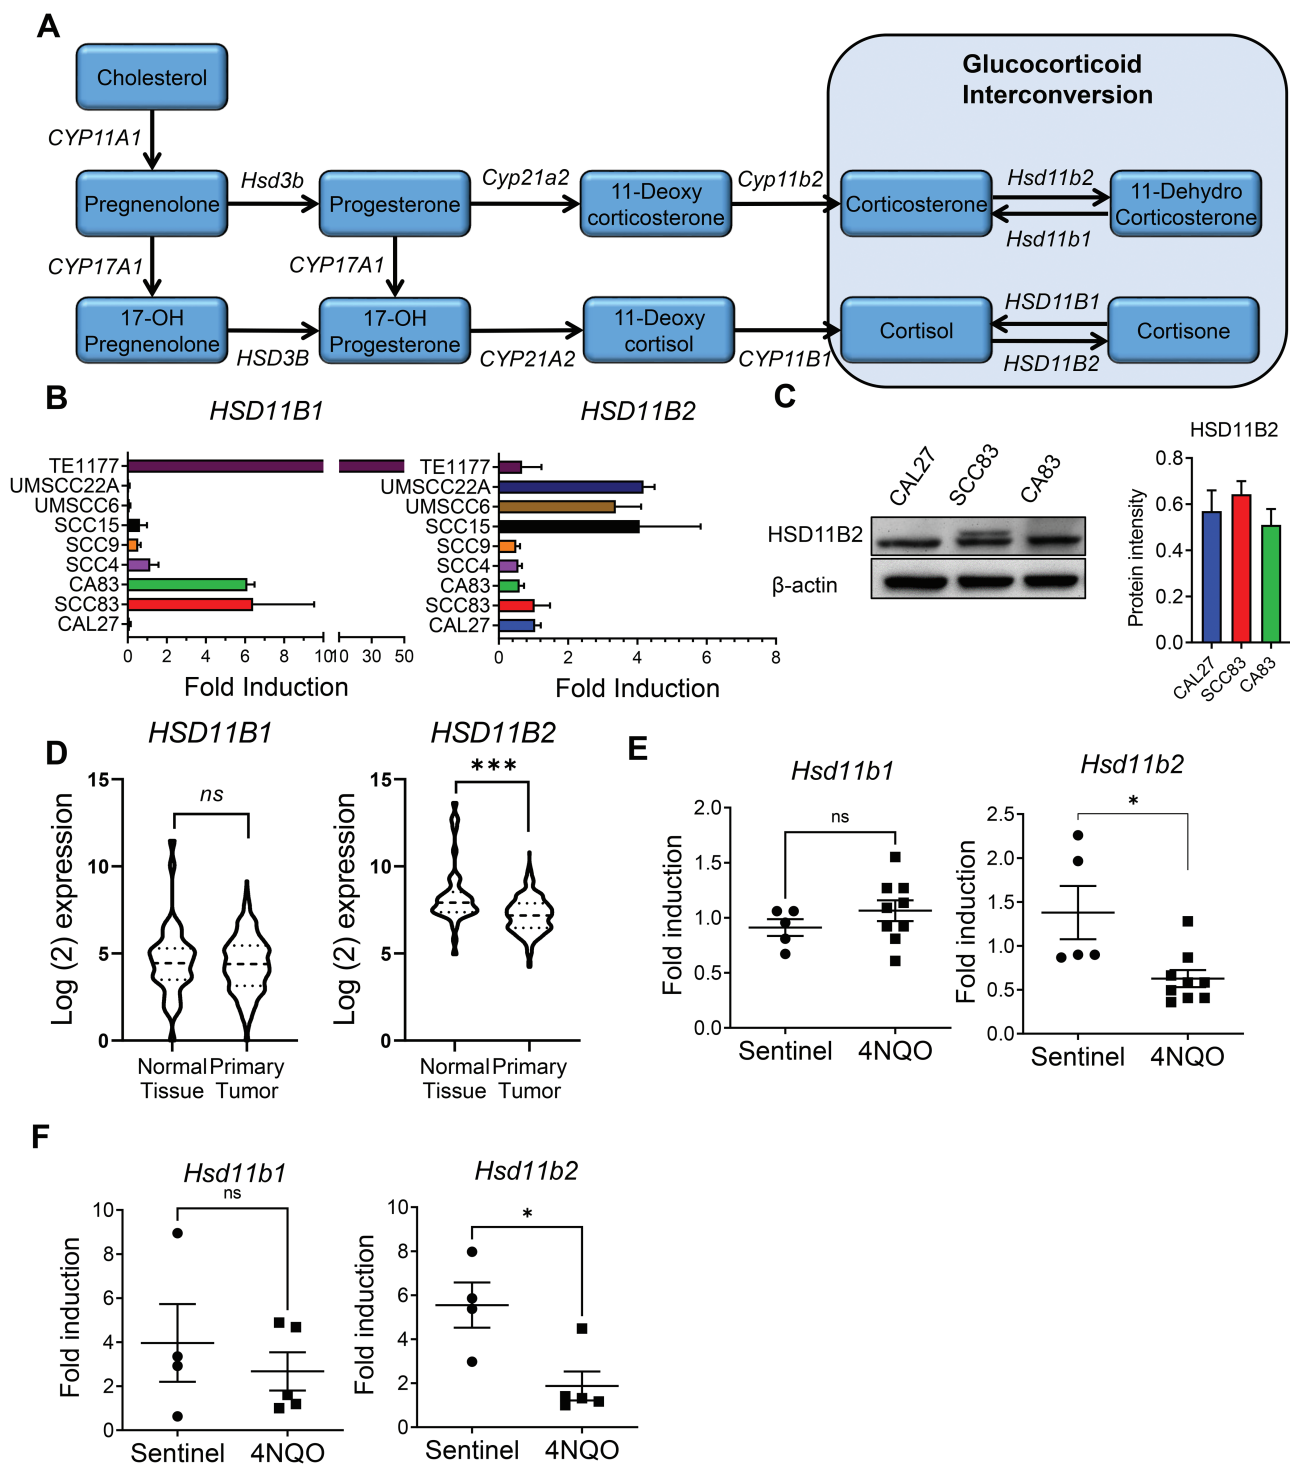 A
Cholesterol
Glucocorticoid
Interconversion
CYP11A1
Pregnenolone
Hsd3b
Progesterone
Cyp21a2
11-Deoxy
corticosterone
Cyp11b2
Corticosterone
Hsd11b2
Hsd11b1
11-Dehydro
Corticosterone
CYP17A1
CYP17A1
17-OH
Pregnenolone
HSD3B
17-OH
Progesterone
CYP21A2
11-Deoxy
cortisol
CYP11B1
Cortisol
HSD11B1
HSD11B2
Cortisone
B
HSD11B1
TE1177
UMSCC22A
UMSCC6
SCC15
SCC9
SCC4
CA83
SCC83
CAL27
0 2 4 6 8 10 10 30 50
Fold Induction
HSD11B2
TE1177
UMSCC22A
UMSCC6
SCC15
SCC9
SCC4
CA83
SCC83
CAL27
0 2 4 6 8
Fold Induction
C
CAL27 SCC83 CA83
HSD11B2
β-actin
HSD11B2
Protein intensity
0.8
0.6
0.4
0.2
0.0
CAL27 SCC83 CA83
D
HSD11B1
ns
Log (2) expression
15
10
5
0
Normal Primary
Tissue Tumor
HSD11B2
***
Log (2) expression
15
10
5
0
Normal Primary
Tissue Tumor
E
Hsd11b1
ns
Fold induction
2.0
1.5
1.0
0.5
0.0
Sentinel 4NQO
Hsd11b2
*
Fold induction
2.5
2.0
1.5
1.0
0.5
0.0
Sentinel 4NQO
F
Hsd11b1
ns
Fold induction
10
8
6
4
2
0
Sentinel 4NQO
Hsd11b2
*
Fold induction
10
8
6
4
2
0
Sentinel 4NQO